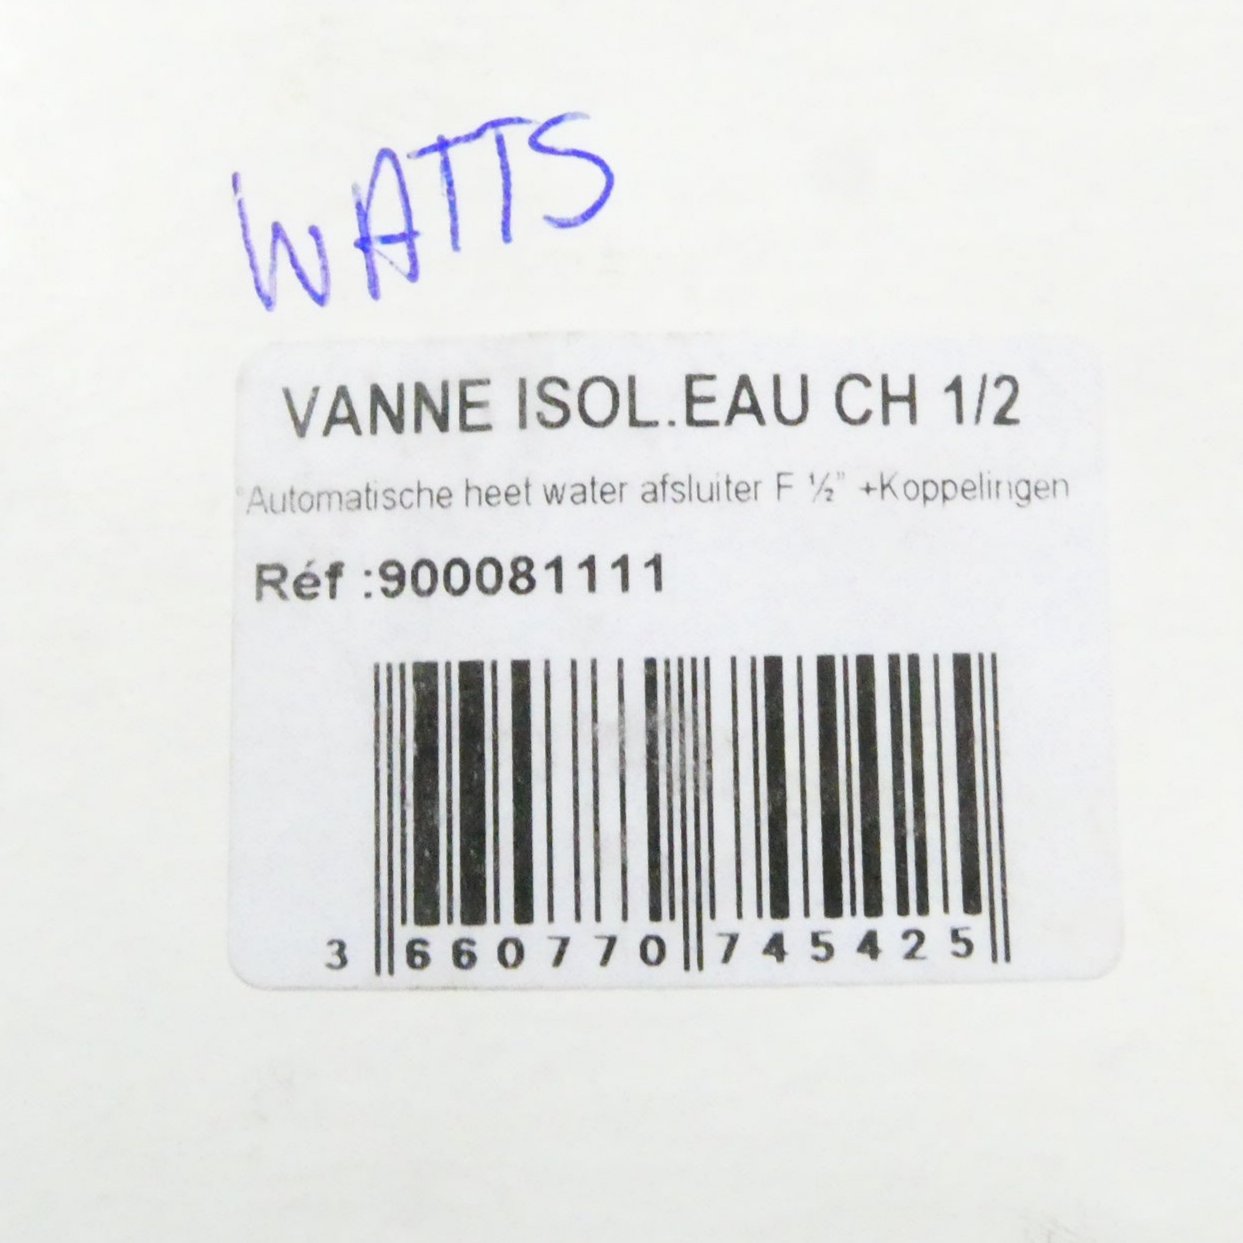 WATTS
VANNE ISOL.EAU CH 1/2
"Automatische heet water afsluiter F ½" +Koppelingen
Réf :900081111
3 660770 745425